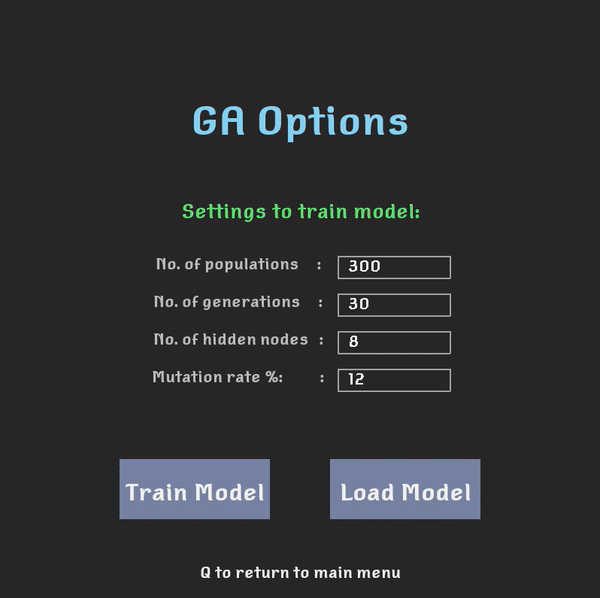 GA Options
Settings to train model:
No. of populations : 300
No. of generations : 30
No. of hidden nodes : 8
Mutation rate %: : 12
Train Model Load Model
Q to return to main menu